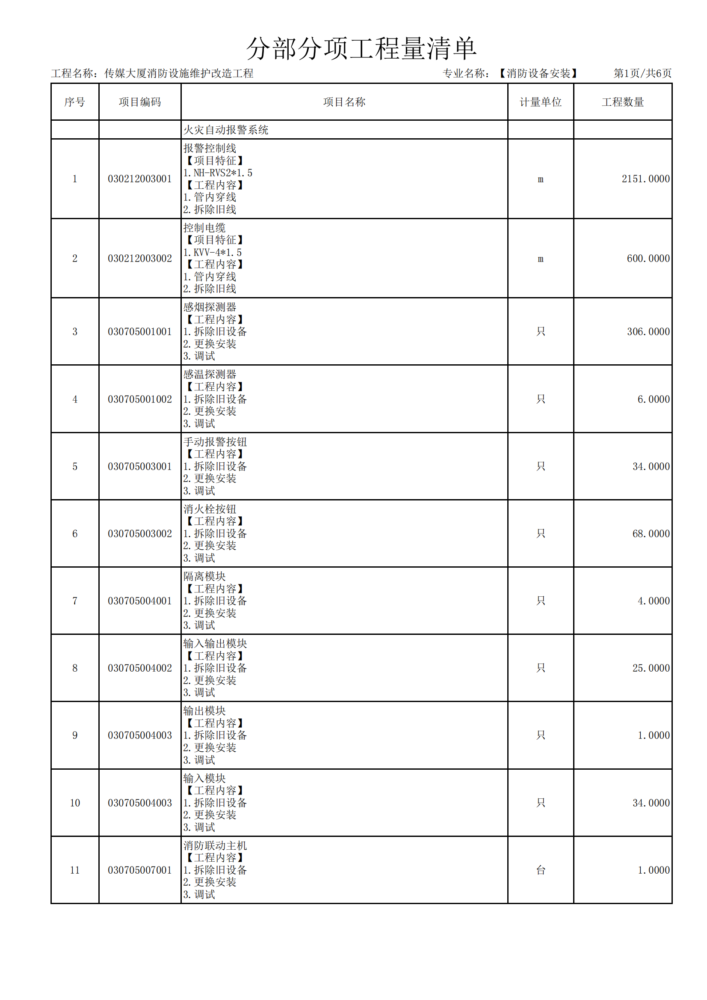 分部分项工程量清单
工程名称：传媒大厦消防设施维护改造工程 专业名称：【消防设备安装】 第1页/共6页
序号 项目编码 项目名称 计量单位 工程数量
火灾自动报警系统
报警控制线
【项目特征】
1.NH-RVS2*1.5
1 030212003001 m 2151.0000
【工程内容】
1.管内穿线
2.拆除旧线
控制电缆
【项目特征】
1.KVV-4*1.5
2 030212003002 m 600.0000
【工程内容】
1.管内穿线
2.拆除旧线
感烟探测器
【工程内容】
3 030705001001 1.拆除旧设备 只 306.0000
2.更换安装
3.调试
感温探测器
【工程内容】
4 030705001002 1.拆除旧设备 只 6.0000
2.更换安装
3.调试
手动报警按钮
【工程内容】
5 030705003001 1.拆除旧设备 只 34.0000
2.更换安装
3.调试
消火栓按钮
【工程内容】
6 030705003002 1.拆除旧设备 只 68.0000
2.更换安装
3.调试
隔离模块
【工程内容】
7 030705004001 1.拆除旧设备 只 4.0000
2.更换安装
3.调试
输入输出模块
【工程内容】
8 030705004002 1.拆除旧设备 只 25.0000
2.更换安装
3.调试
输出模块
【工程内容】
9 030705004003 1.拆除旧设备 只 1.0000
2.更换安装
3.调试
输入模块
【工程内容】
10 030705004003 1.拆除旧设备 只 34.0000
2.更换安装
3.调试
消防联动主机
【工程内容】
11 030705007001 1.拆除旧设备 台 1.0000
2.更换安装
3.调试